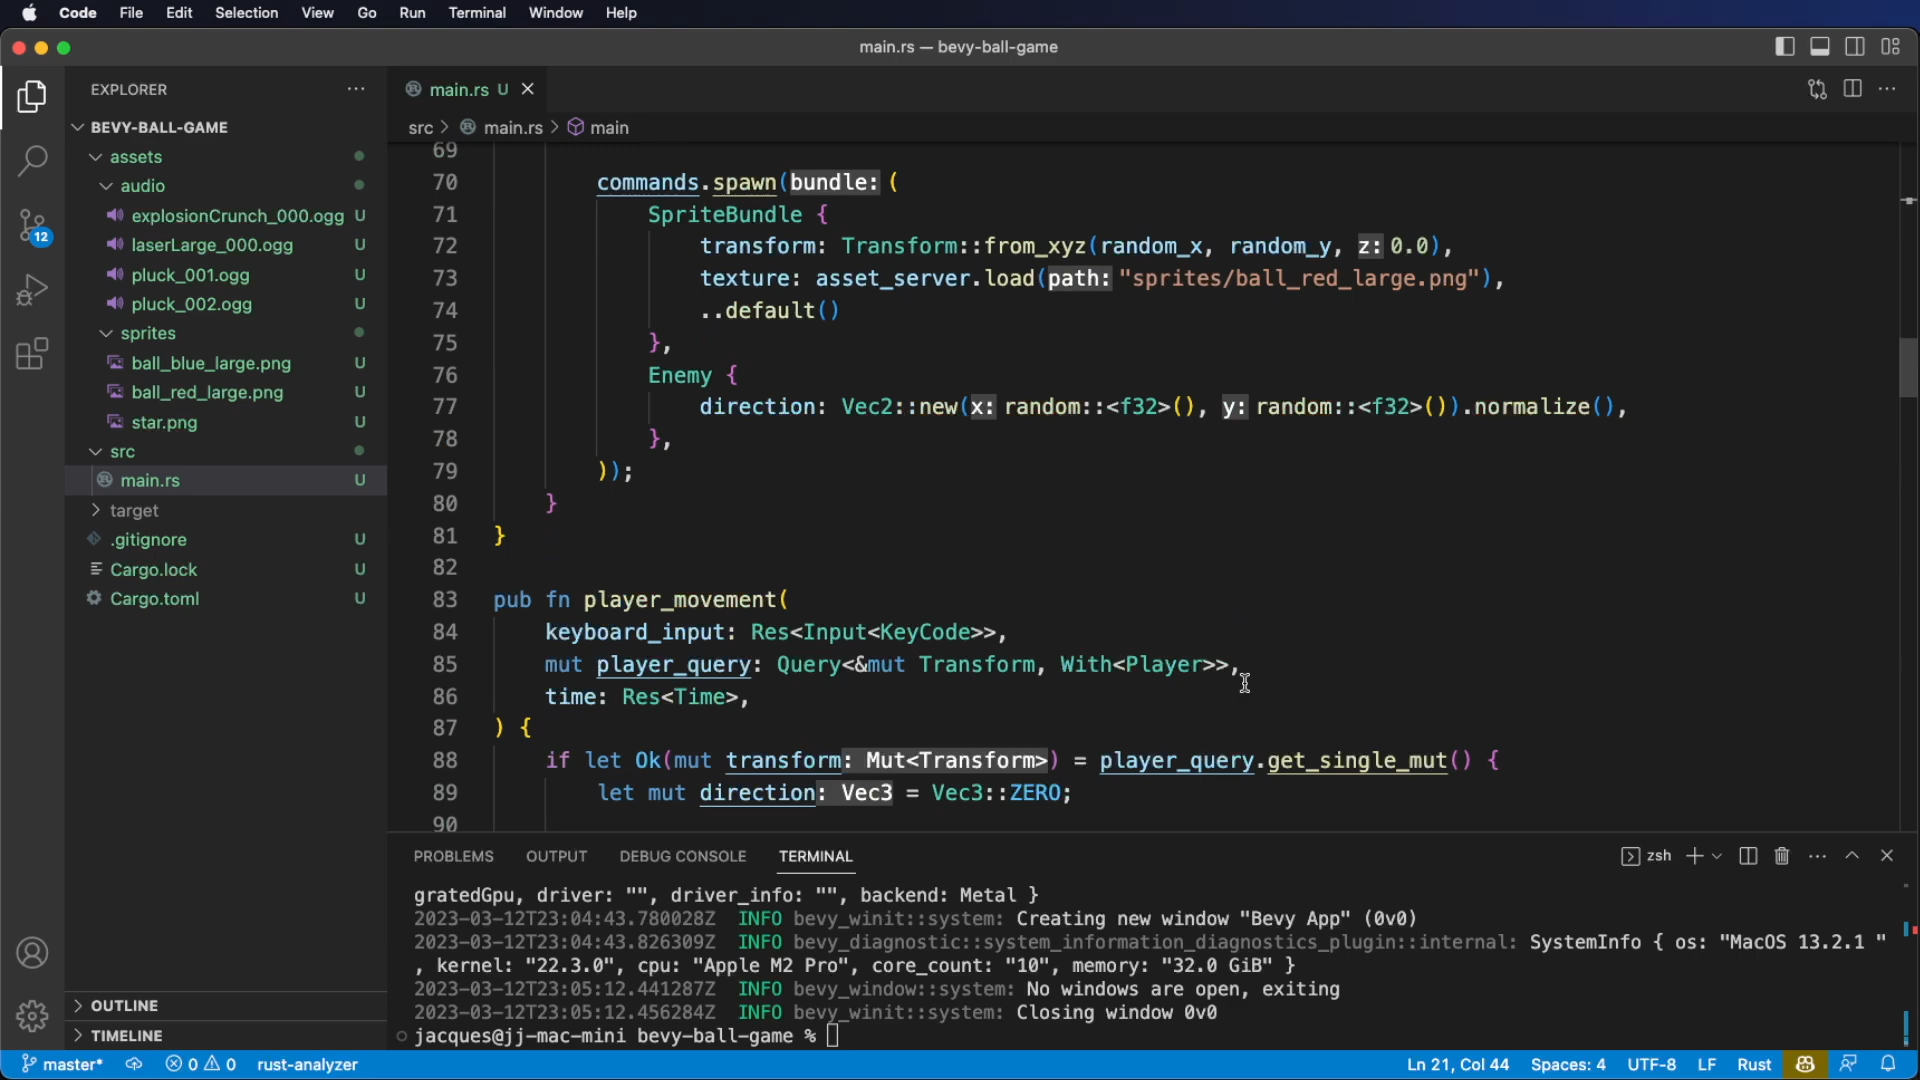 Code File Edit Selection View Go Run Terminal Window Help
main.rs — bevy-ball-game
EXPLORER
BEVY-BALL-GAME
assets
audio
explosionCrunch_000.ogg U
laserLarge_000.ogg U
pluck_001.ogg U
pluck_002.ogg U
sprites
ball_blue_large.png U
ball_red_large.png U
star.png U
src
main.rs U
target
.gitignore U
Cargo.lock U
Cargo.toml U
OUTLINE
TIMELINE
12
main.rs U
src > main.rs > main
69
70 commands.spawn(bundle: (
71 SpriteBundle {
72 transform: Transform::from_xyz(random_x, random_y, z: 0.0),
73 texture: asset_server.load(path: "sprites/ball_red_large.png"),
74 ..default()
75 },
76 Enemy {
77 direction: Vec2::new(x: random::<f32>(), y: random::<f32>()).normalize(),
78 },
79 ));
80 }
81 }
82
83 pub fn player_movement(
84 keyboard_input: Res<Input<KeyCode>>,
85 mut player_query: Query<&mut Transform, With<Player>>,
86 time: Res<Time>,
87 ) {
88 if let Ok(mut transform: Mut<Transform>) = player_query.get_single_mut() {
89 let mut direction: Vec3 = Vec3::ZERO;
90
PROBLEMS OUTPUT DEBUG CONSOLE TERMINAL
zsh
gratedGpu, driver: "", driver_info: "", backend: Metal }
2023-03-12T23:04:43.780028Z INFO bevy_winit::system: Creating new window "Bevy App" (0v0)
2023-03-12T23:04:43.826309Z INFO bevy_diagnostic::system_information_diagnostics_plugin::internal: SystemInfo { os: "MacOS 13.2.1 "
, kernel: "22.3.0", cpu: "Apple M2 Pro", core_count: "10", memory: "32.0 GiB" }
2023-03-12T23:05:12.441287Z INFO bevy_window::system: No windows are open, exiting
2023-03-12T23:05:12.456284Z INFO bevy_winit::system: Closing window 0v0
jacques@jj-mac-mini bevy-ball-game %
master* 0 0 rust-analyzer Ln 21, Col 44 Spaces: 4 UTF-8 LF Rust